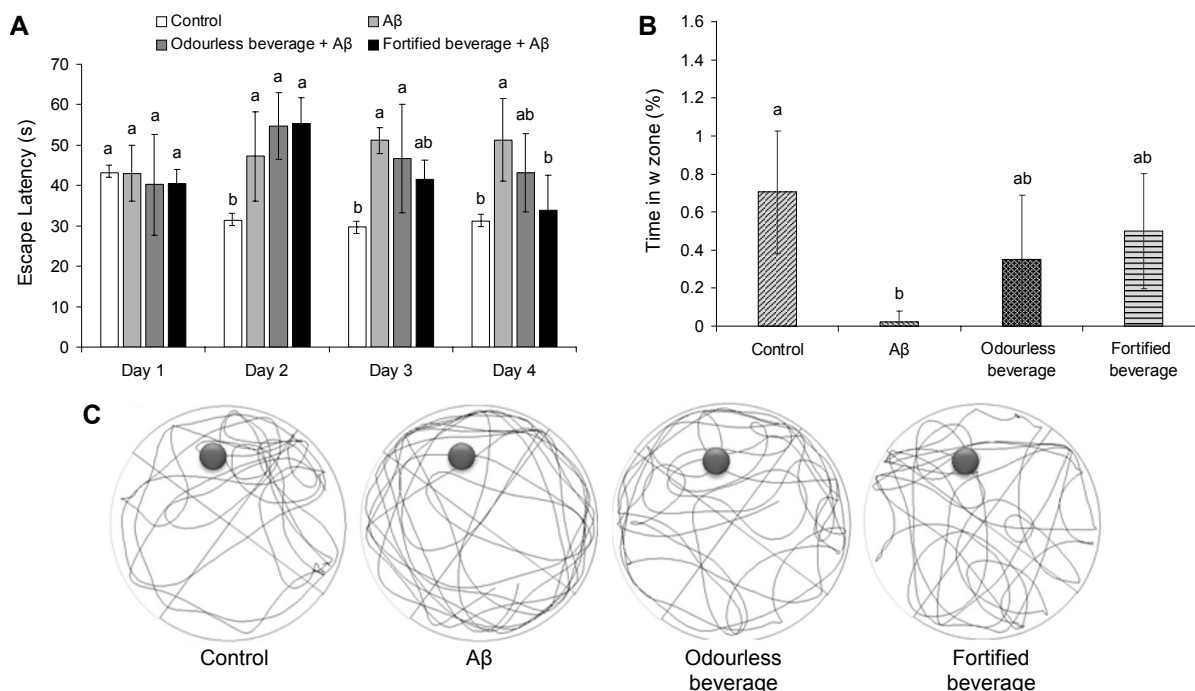 A
Control
Aβ
Odourless beverage + Aβ
Fortified beverage + Aβ
Escape Latency (s)
70
60
50
40
30
20
10
0
a
a
a
a
b
a
a
a
b
a
a
ab
b
a
ab
b
Day 1
Day 2
Day 3
Day 4
B
Time in w zone (%)
1.6
1.4
1.2
1
0.8
0.6
0.4
0.2
0
a
b
ab
ab
Control
Aβ
Odourless
beverage
Fortified
beverage
C
Control
Aβ
Odourless
beverage
Fortified
beverage